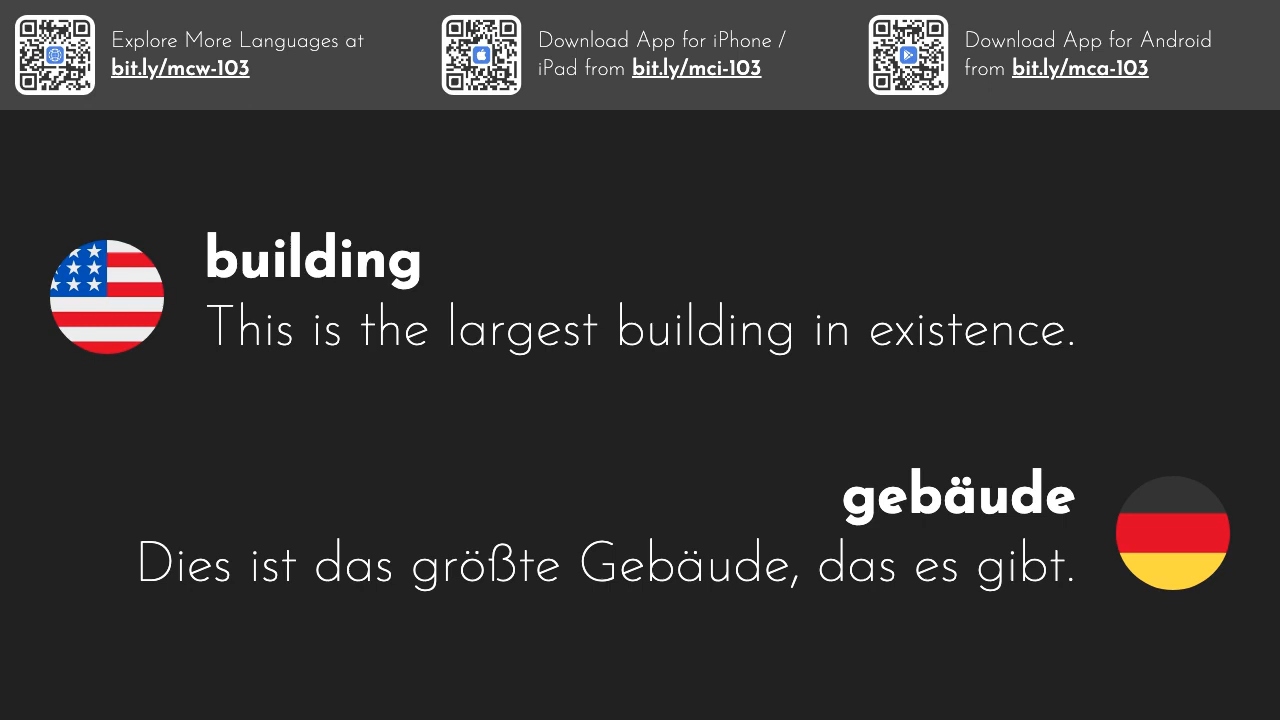 Explore More Languages at
bit.ly/mcw-103
Download App for iPhone /
iPad from bit.ly/mci-103
Download App for Android
from bit.ly/mca-103
building
This is the largest building in existence.
gebäude
Dies ist das größte Gebäude, das es gibt.